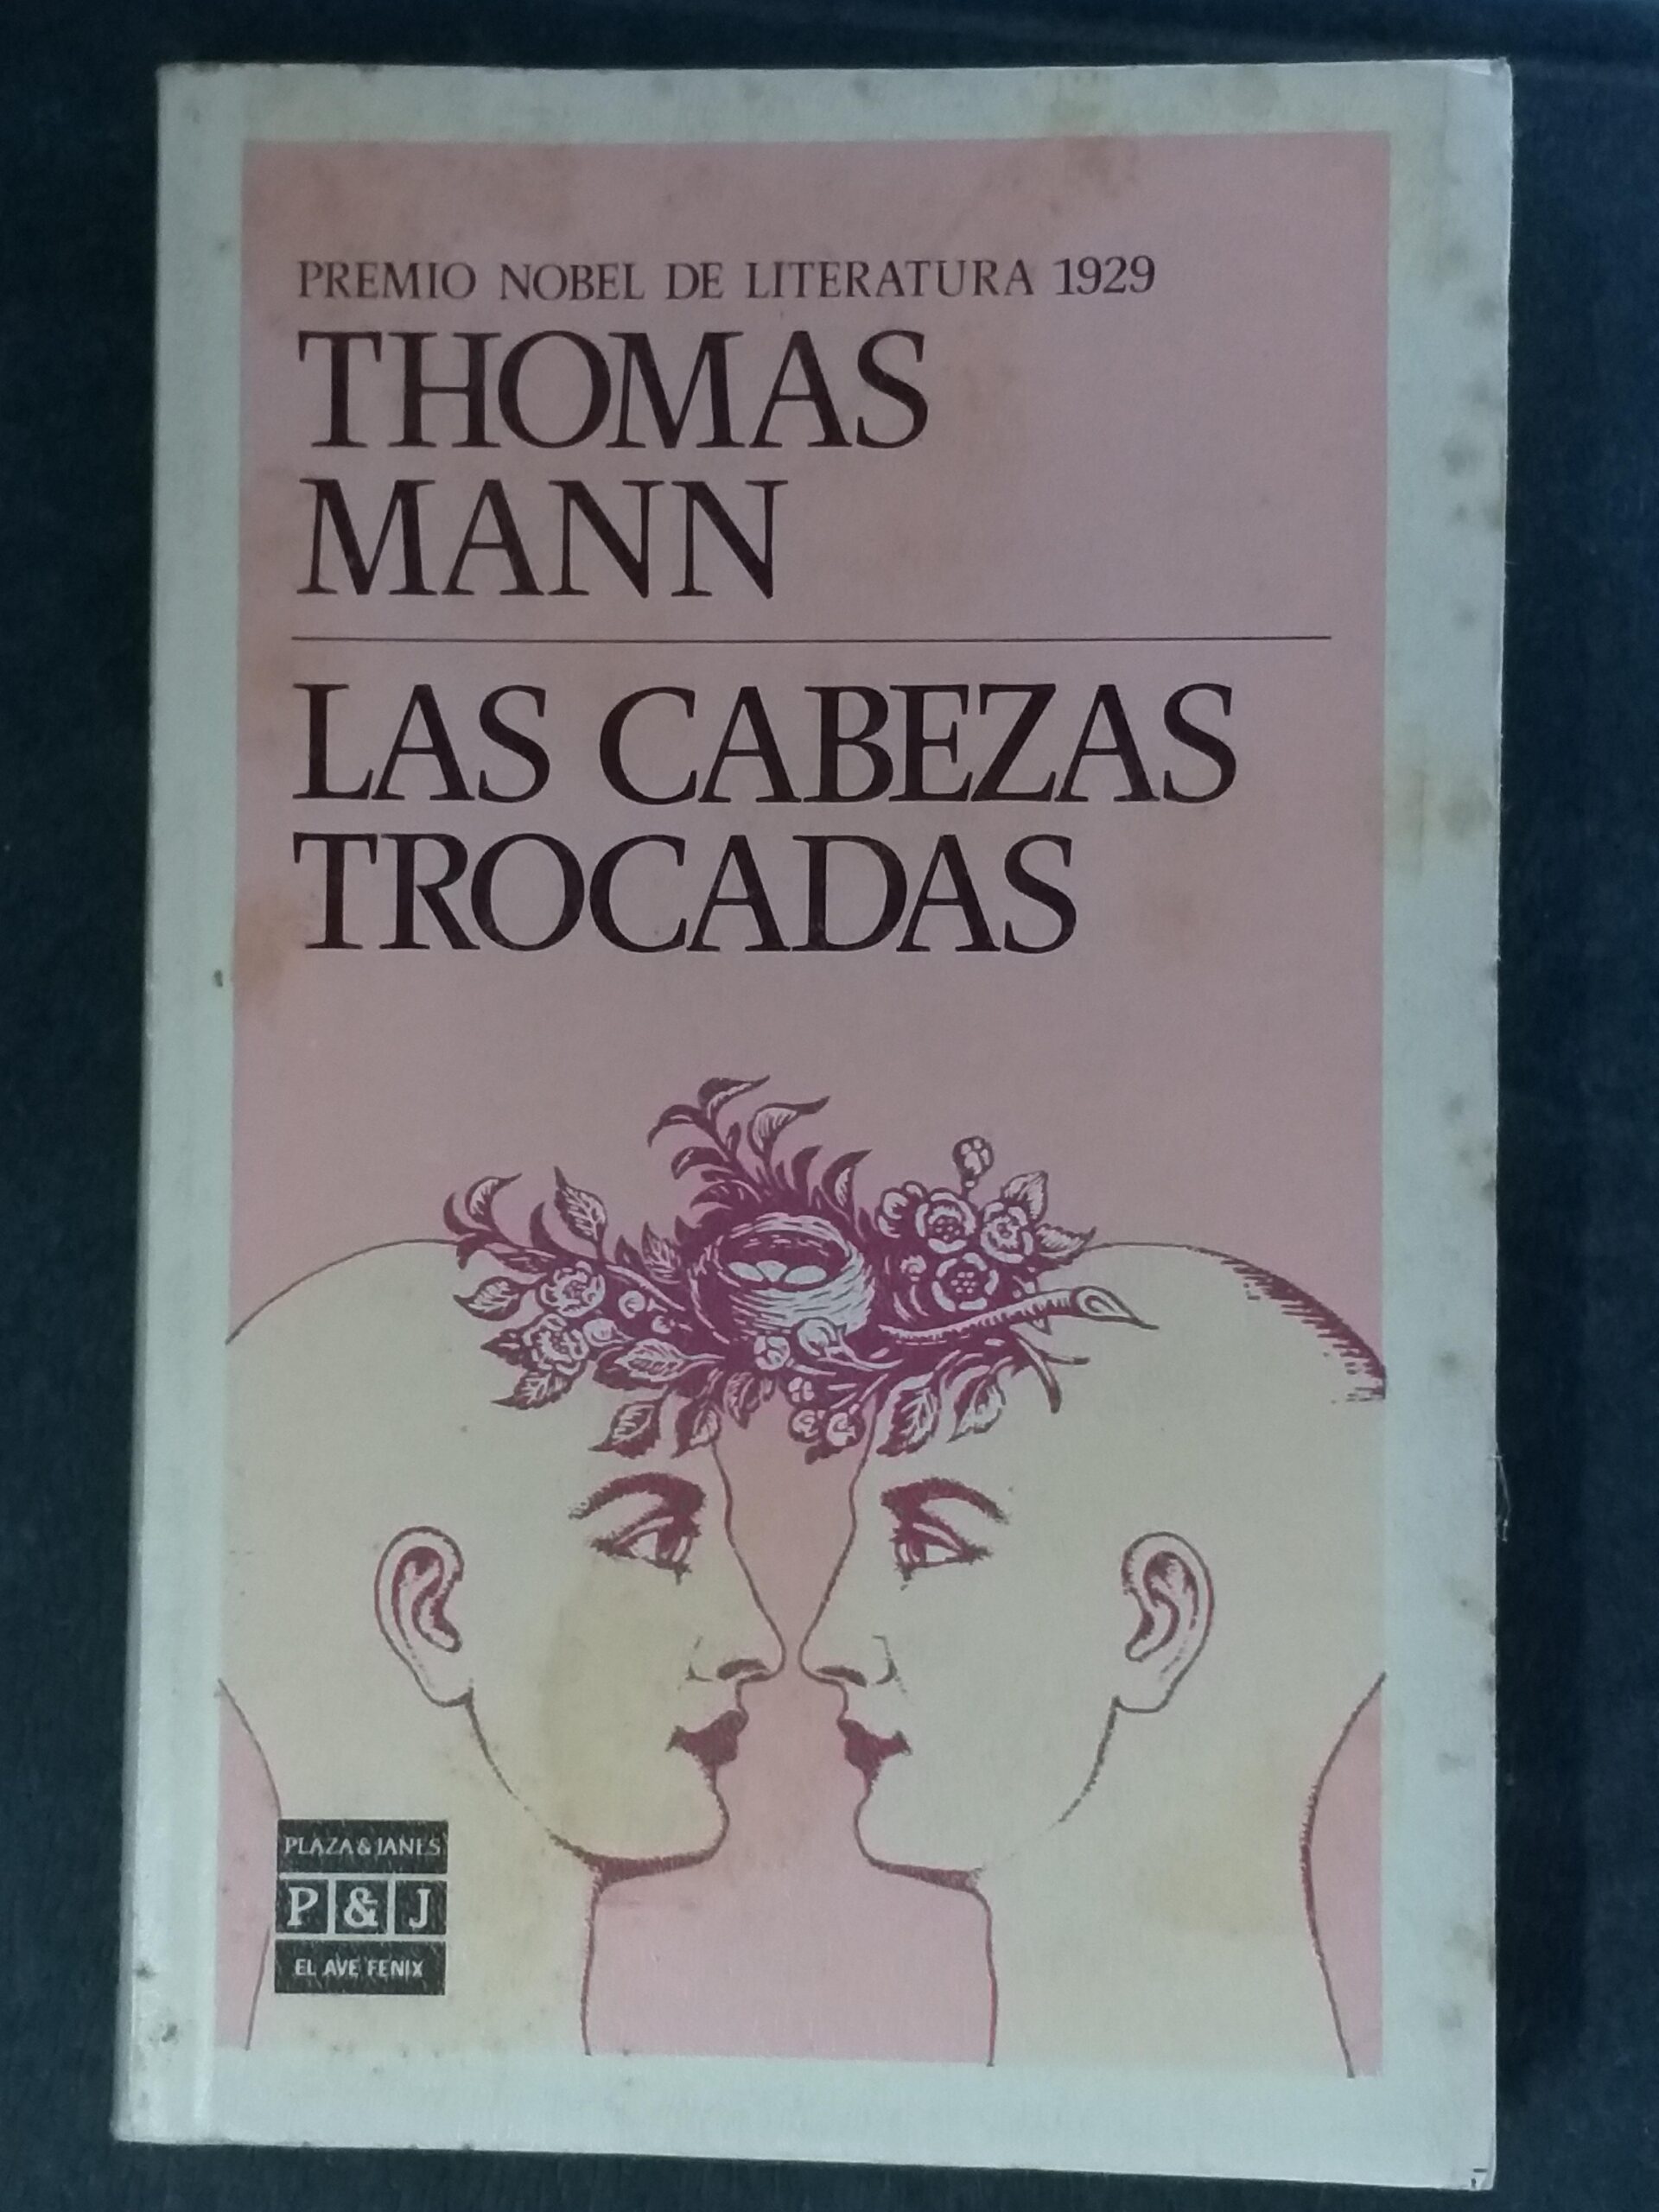 PREMIO NOBEL DE LITERATURA 1929
THOMAS
MANN
LAS CABEZAS
TROCADAS
PLAZA & JANES
P & J
EL AVE FENIX